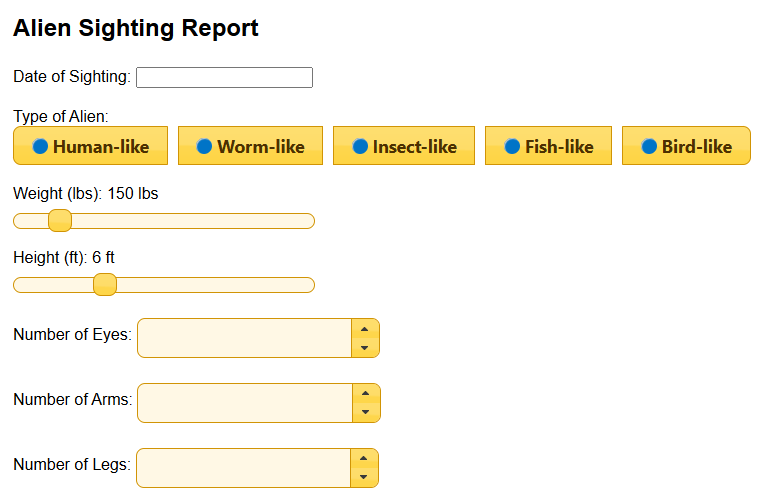 Alien Sighting Report
Date of Sighting:
Type of Alien:
Human-like Worm-like Insect-like Fish-like Bird-like
Weight (lbs): 150 lbs
Height (ft): 6 ft
Number of Eyes:
Number of Arms:
Number of Legs: